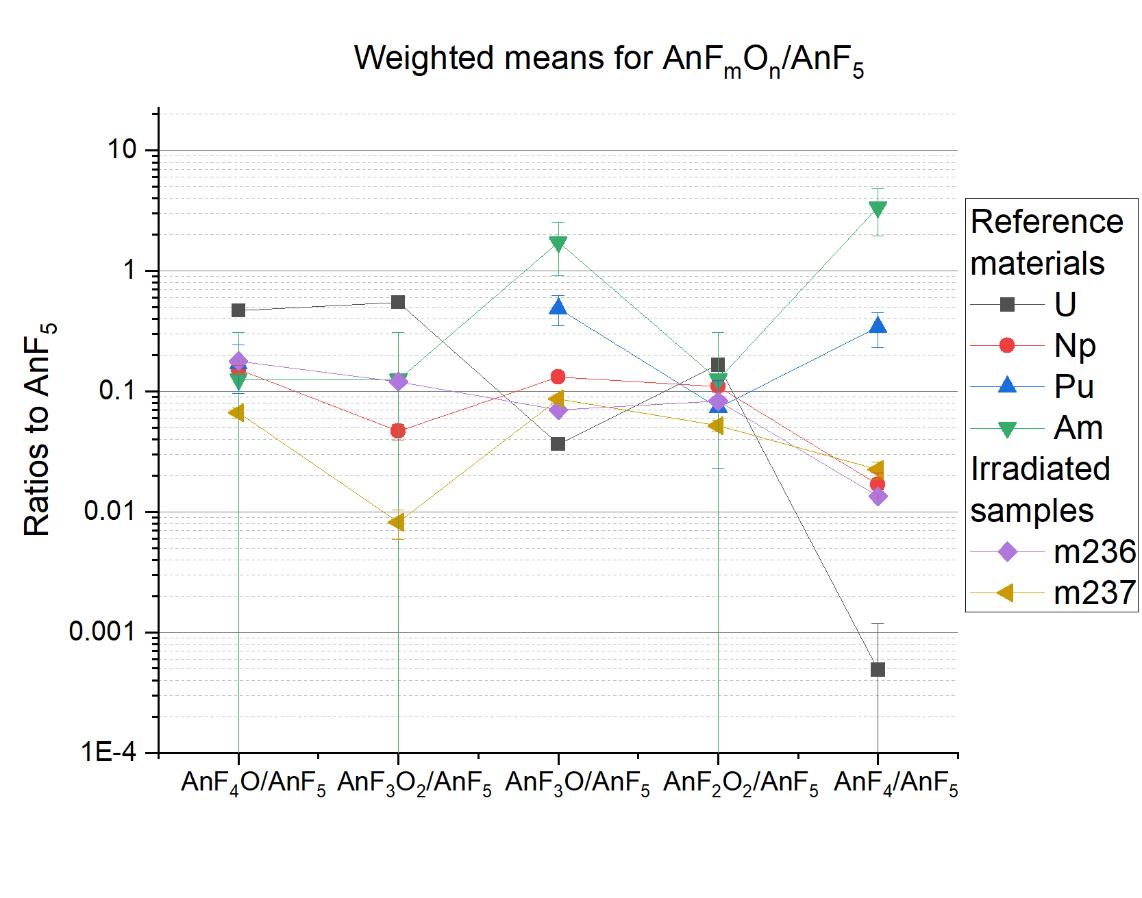 Weighted means for AnFₘOₙ/AnF₅
Ratios to AnF₅
10
1
0.1
0.01
0.001
1E-4
AnF₄O/AnF₅ AnF₃O₂/AnF₅ AnF₃O/AnF₅ AnF₂O₂/AnF₅ AnF₄/AnF₅
Reference
materials
U
Np
Pu
Am
Irradiated
samples
m236
m237